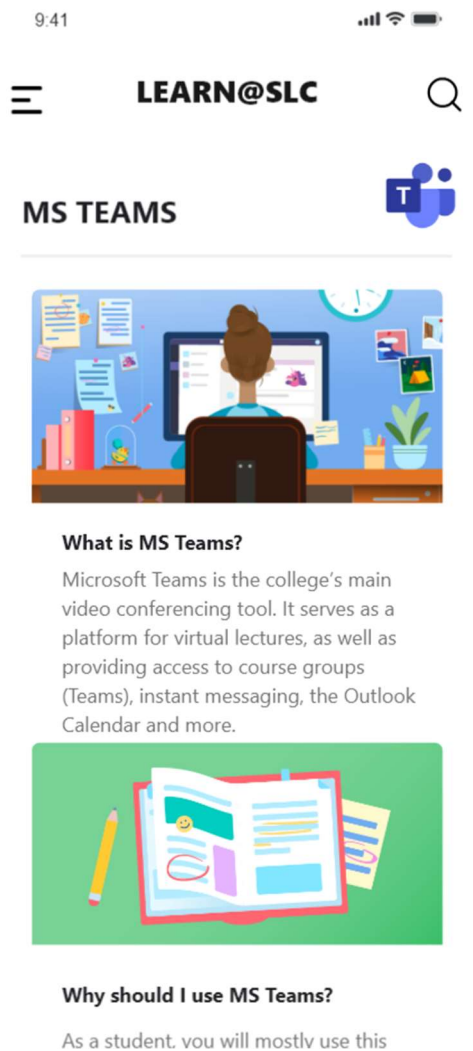 9:41
LEARN@SLC
MS TEAMS
T
What is MS Teams?
Microsoft Teams is the college's main
video conferencing tool. It serves as a
platform for virtual lectures, as well as
providing access to course groups
(Teams), instant messaging, the Outlook
Calendar and more.
Why should I use MS Teams?
As a student, you will mostly use this